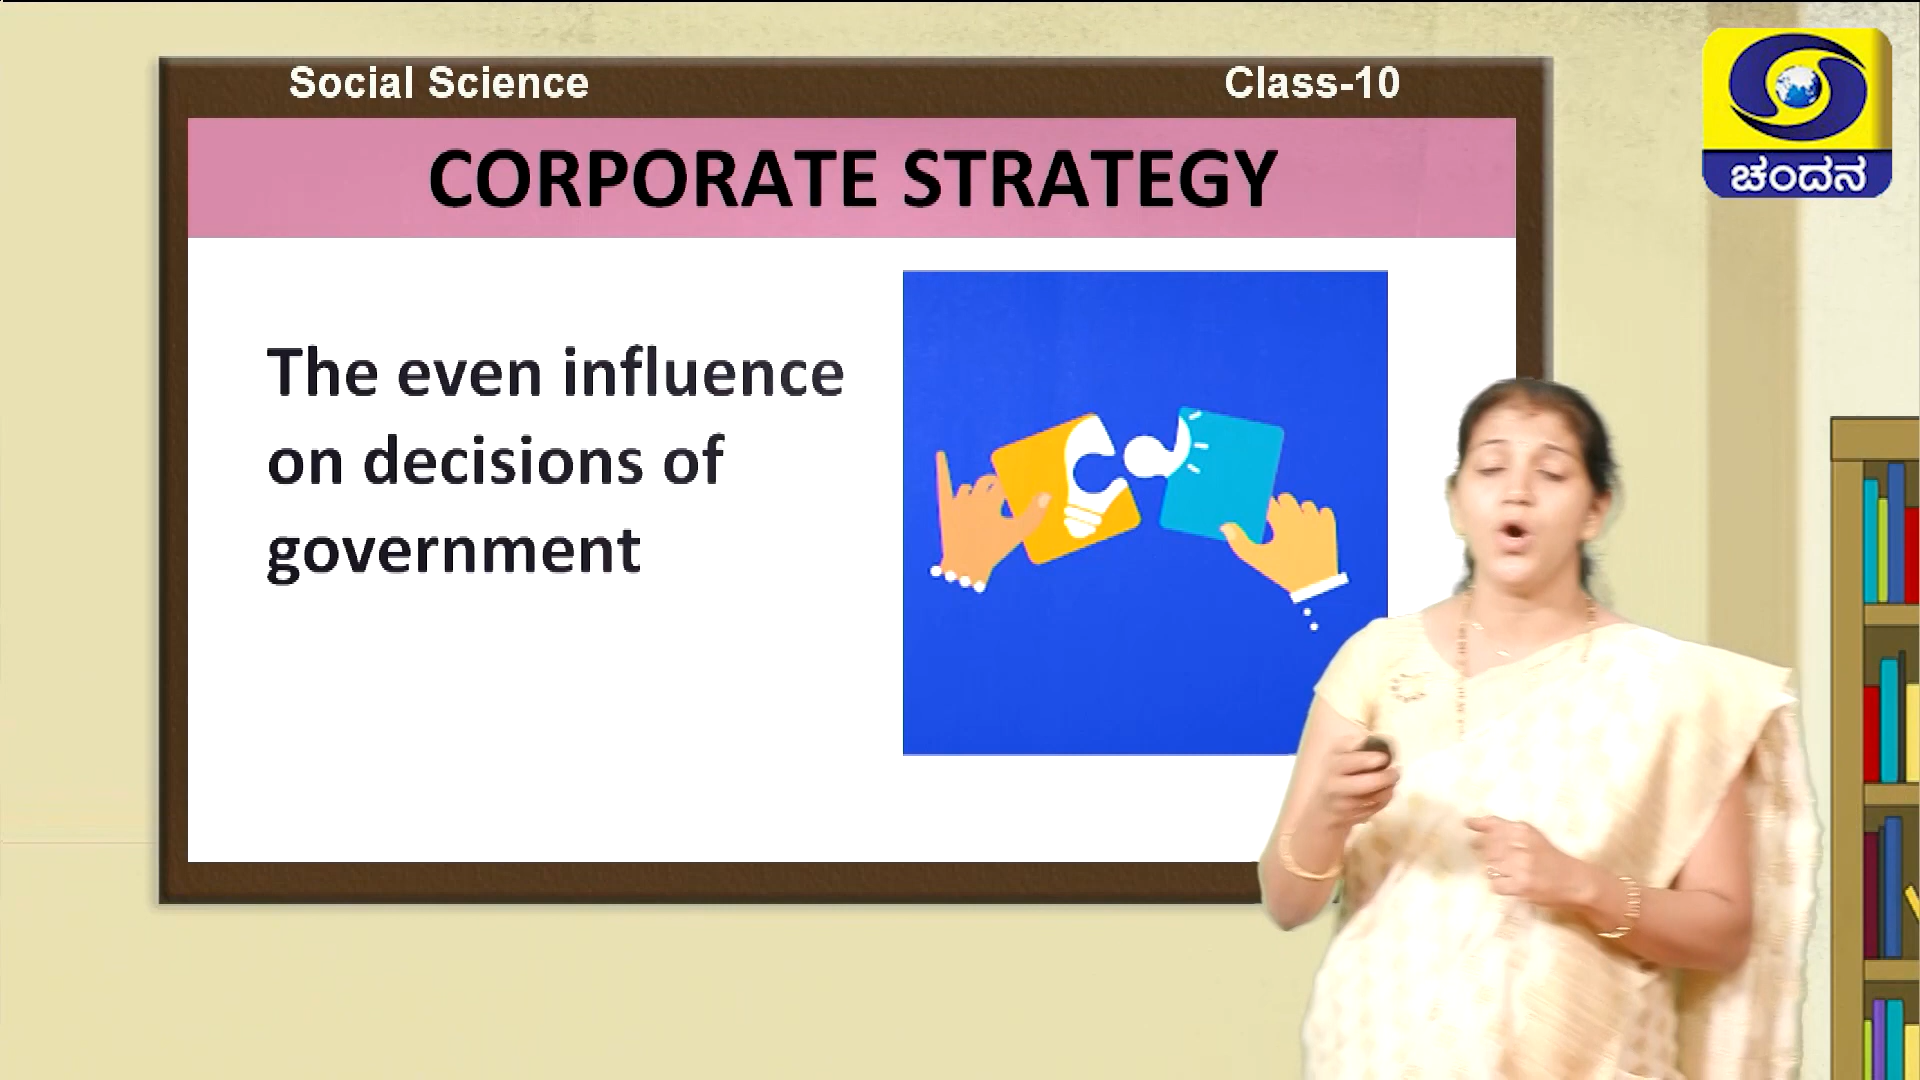 Social Science
Class-10
CORPORATE STRATEGY
The even influence
on decisions of
government
ಚಂದನ